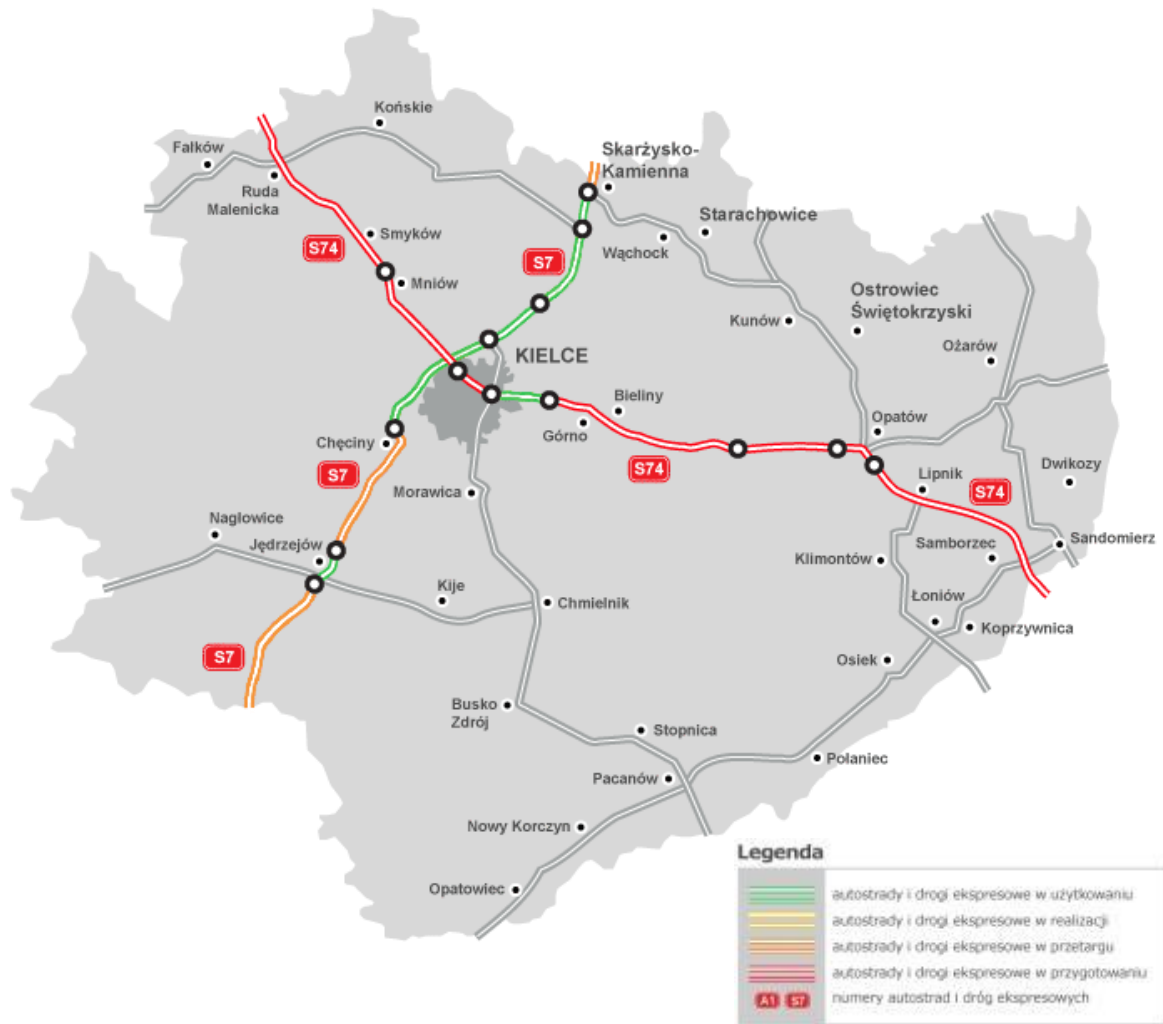 Końskie
Fałków
Skarżysko-
Kamienna
Ruda
Malenicka
Starachowice
Smyków
S74
Wąchock
S7
Mniów
Ostrowiec
Świętokrzyski
Kunów
Ożarów
KIELCE
Bieliny
Opatów
Górno
Chęciny
S7
S74
Dwikozy
Lipnik
S74
Morawica
Nagłowice
Jędrzejów
Samborzec
Sandomierz
Klimontów
Kije
Chmielnik
Łoniów
Koprzywnica
S7
Osiek
Busko
Zdrój
Stopnica
Połaniec
Pacanów
Nowy Korczyn
Opatowiec
Legenda
autostrady i drogi ekspresowe w użytkowaniu
autostrady i drogi ekspresowe w realizacji
autostrady i drogi ekspresowe w przetargu
autostrady i drogi ekspresowe w przygotowaniu
A1 S7 numery autostrad i dróg ekspresowych